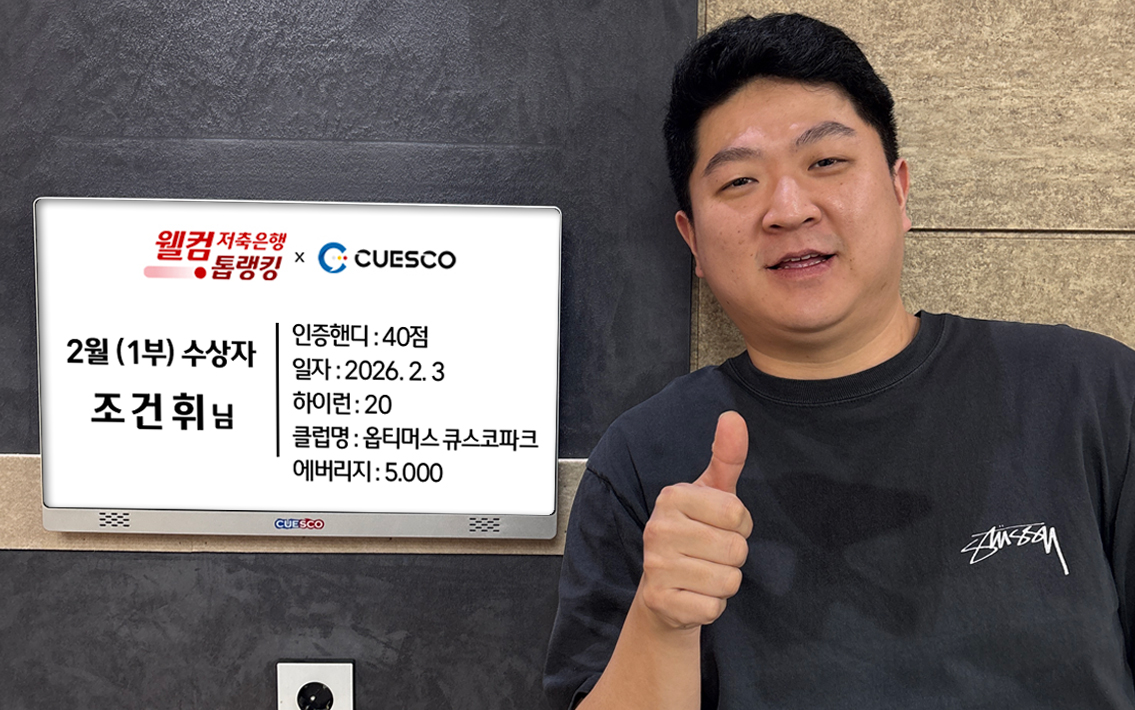 웰컴 저축은행
톱랭킹
x
CUESCO
2월 (1부) 수상자
조건휘님
인증핸디 : 40점
일자 : 2026. 2. 3
하이런 : 20
클럽명 : 옵티머스 큐스코파크
에버리지 : 5.000
CUESCO
Stüssy